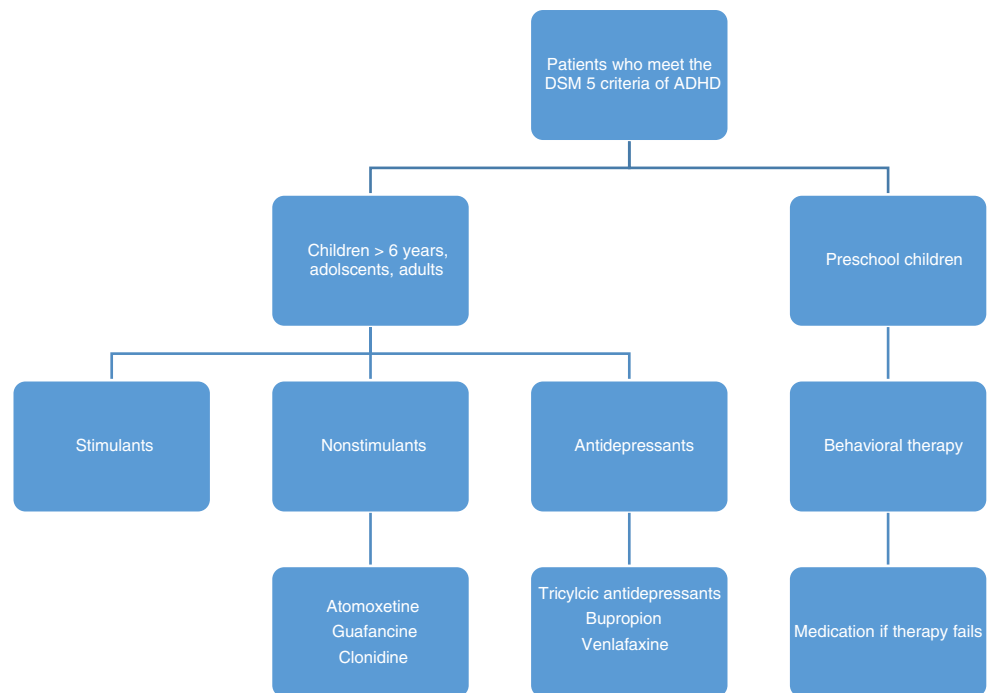 Patients who meet the
DSM 5 criteria of ADHD
Children > 6 years,
adolscents, adults
Preschool children
Stimulants
Nonstimulants
Antidepressants
Behavioral therapy
Atomoxetine
Guafancine
Clonidine
Tricylcic antidepressants
Bupropion
Venlafaxine
Medication if therapy fails